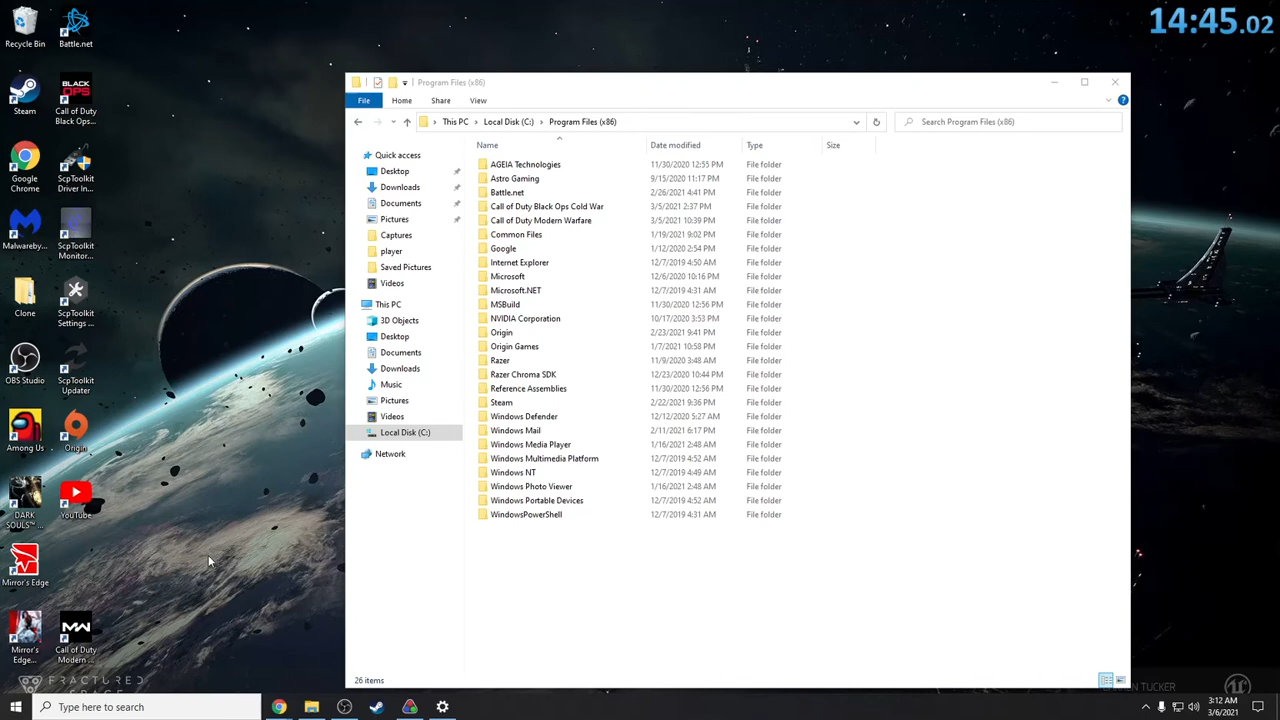 14:45.02
Recycle Bin
Battle.net
Steam
BLACK OPS
Call of Duty Black Ops...
Google Chrome
ScpToolkit Driver In...
Malwareby...
ScpToolkit Monitor...
Clone
ScpToolkit Settings ...
OBS Studio
ScpToolkit Updater
Among Us
Origin
DARK SOULS™ ...
YouTube
Mirror's Edge
Mirror's Edge...
MW
Call of Duty Modern ...
FRACTURED SPACE
Program Files (x86)
File Home Share View
This PC Local Disk (C:) Program Files (x86)
Search Program Files (x86)
Quick access
Desktop
Downloads
Documents
Pictures
Captures
player
Saved Pictures
Videos
This PC
3D Objects
Desktop
Documents
Downloads
Music
Pictures
Videos
Local Disk (C:)
Network
Name Date modified Type Size
AGEIA Technologies 11/30/2020 12:55 PM File folder
Astro Gaming 9/15/2020 11:17 PM File folder
Battle.net 2/26/2021 4:41 PM File folder
Call of Duty Black Ops Cold War 3/5/2021 2:37 PM File folder
Call of Duty Modern Warfare 3/5/2021 10:39 PM File folder
Common Files 1/19/2021 9:02 PM File folder
Google 1/12/2020 2:54 PM File folder
Internet Explorer 12/7/2019 4:50 AM File folder
Microsoft 12/6/2020 10:16 PM File folder
Microsoft.NET 12/7/2019 4:31 AM File folder
MSBuild 11/30/2020 12:56 PM File folder
NVIDIA Corporation 10/17/2020 3:53 PM File folder
Origin 2/23/2021 9:41 PM File folder
Origin Games 1/7/2021 10:58 PM File folder
Razer 11/9/2020 3:48 AM File folder
Razer Chroma SDK 12/23/2020 10:44 PM File folder
Reference Assemblies 11/30/2020 12:56 PM File folder
Steam 2/22/2021 9:36 PM File folder
Windows Defender 12/12/2020 5:27 AM File folder
Windows Mail 2/11/2021 6:17 PM File folder
Windows Media Player 1/16/2021 2:48 AM File folder
Windows Multimedia Platform 12/7/2019 4:52 AM File folder
Windows NT 12/7/2019 4:49 AM File folder
Windows Photo Viewer 1/16/2021 2:48 AM File folder
Windows Portable Devices 12/7/2019 4:52 AM File folder
WindowsPowerShell 12/7/2019 4:31 AM File folder
26 items
TUCKER
Type here to search
3:12 AM
3/6/2021